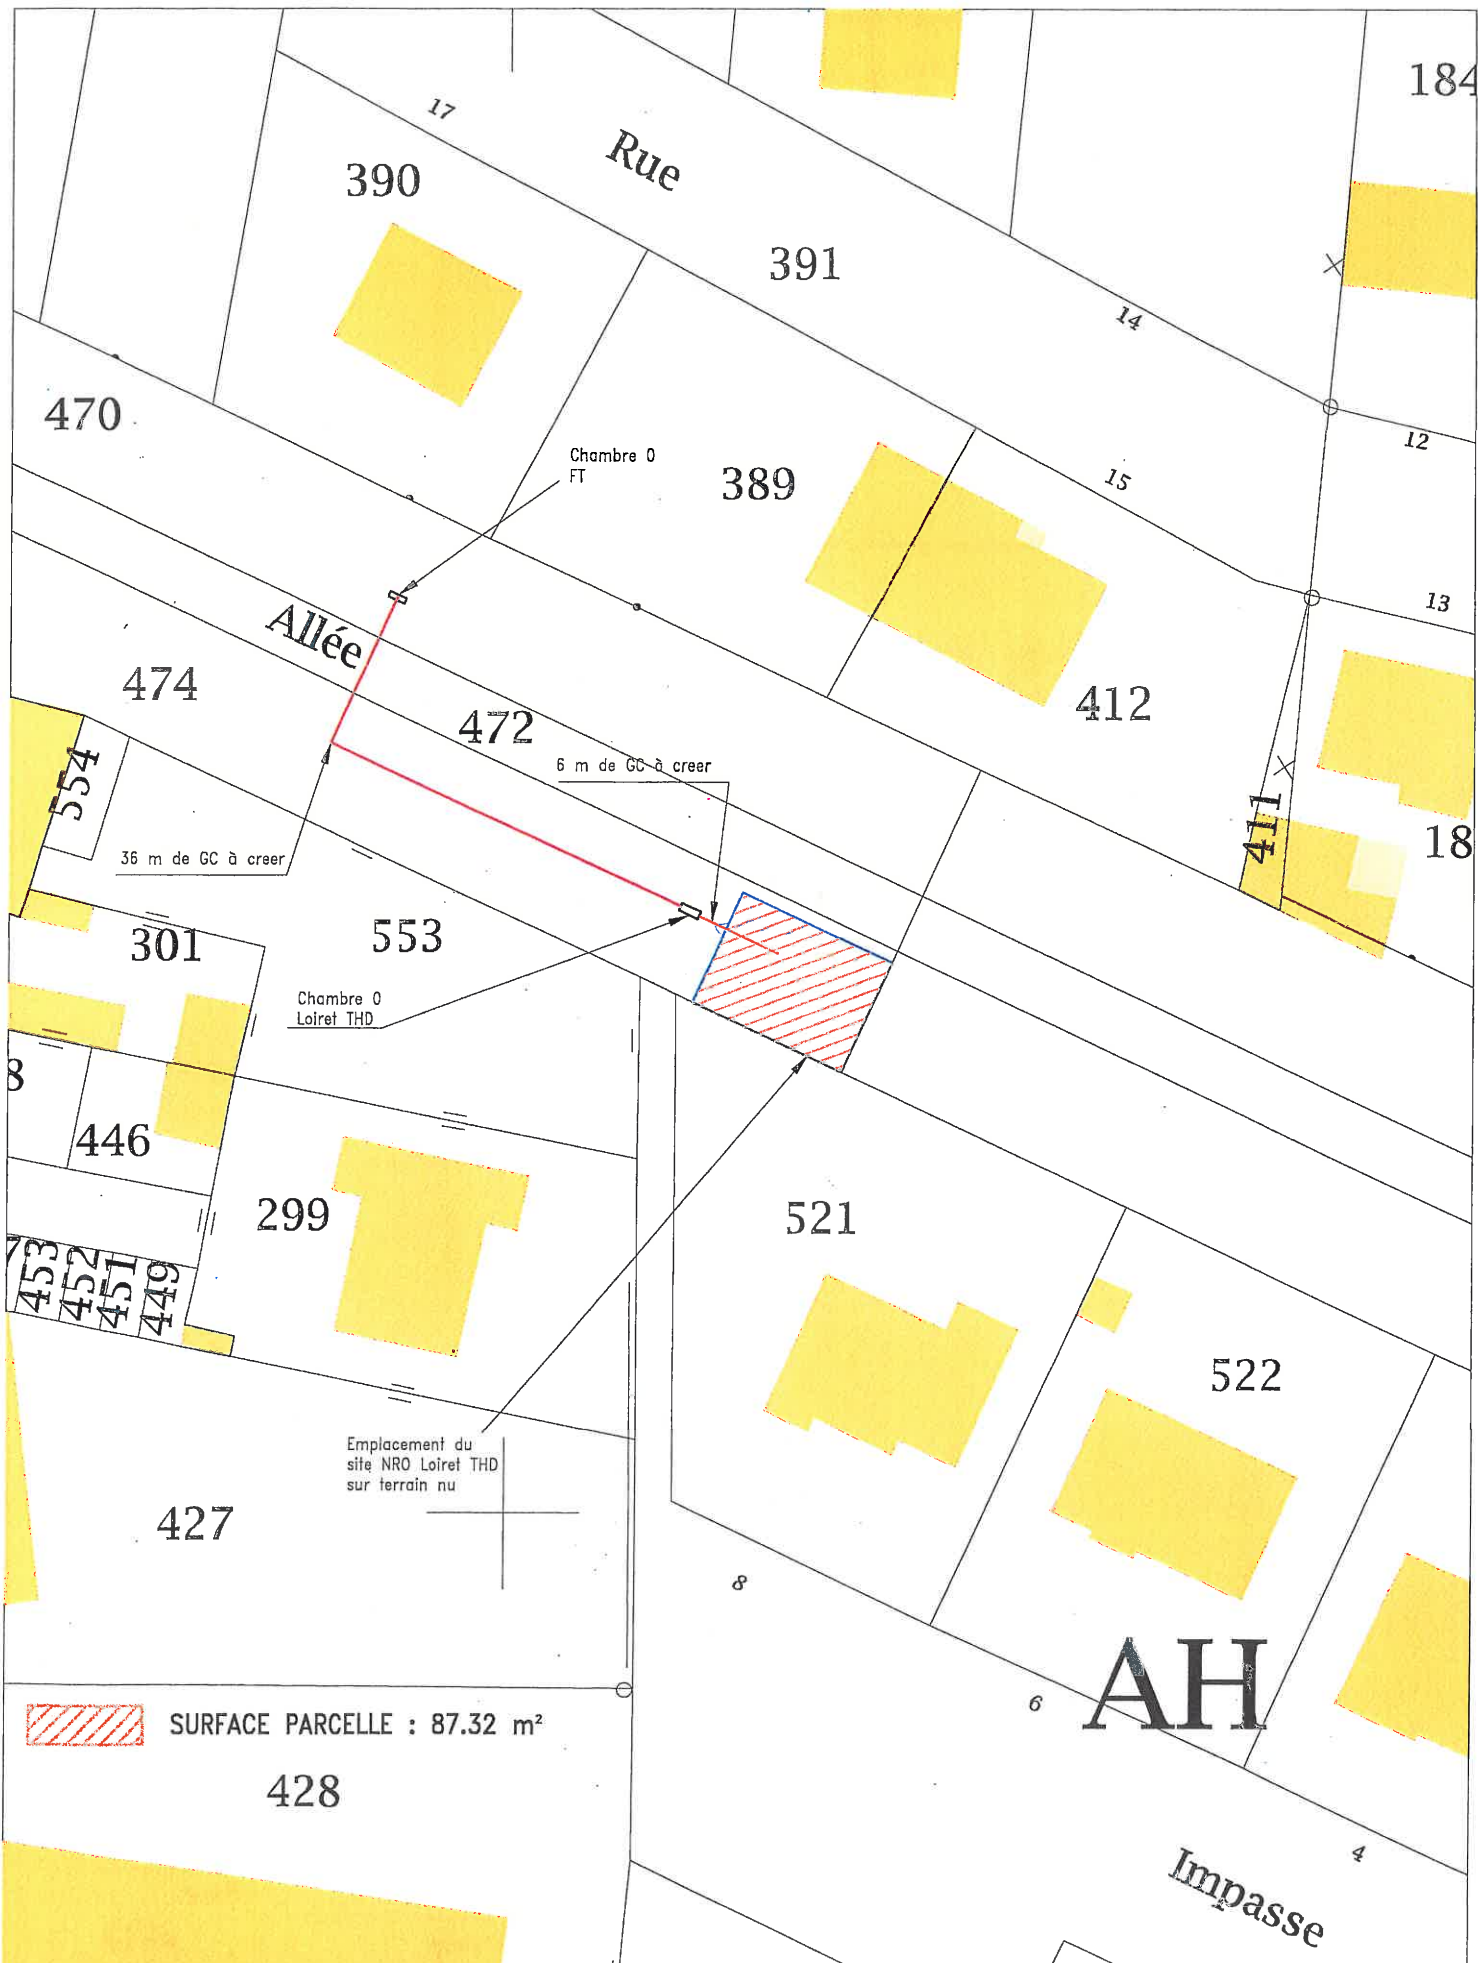 184
17
Rue
390
391
14
470
12
Chambre 0
FT
389
15
13
Allée
474
412
472
6 m de GC à creer
554
411
18
36 m de GC à creer
301
553
Chambre 0
Loiret THD
8
446
299
521
7
453
452
451
449
522
Emplacement du
site NRO Loiret THD
sur terrain nu
427
8
AH
6
SURFACE PARCELLE : 87.32 m²
428
4
Impasse